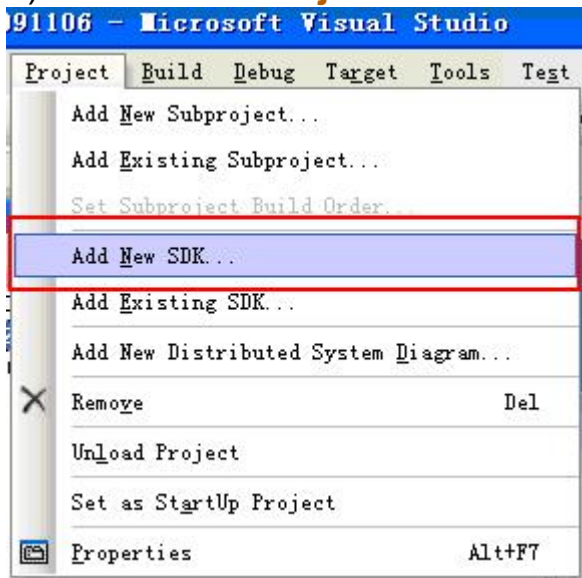 091106 - Microsoft Visual Studio
Project Build Debug Target Tools Test
Add New Subproject...
Add Existing Subproject...
Set Subproject Build Order...
Add New SDK...
Add Existing SDK...
Add New Distributed System Diagram...
Remove Del
Unload Project
Set as StartUp Project
Properties Alt+F7